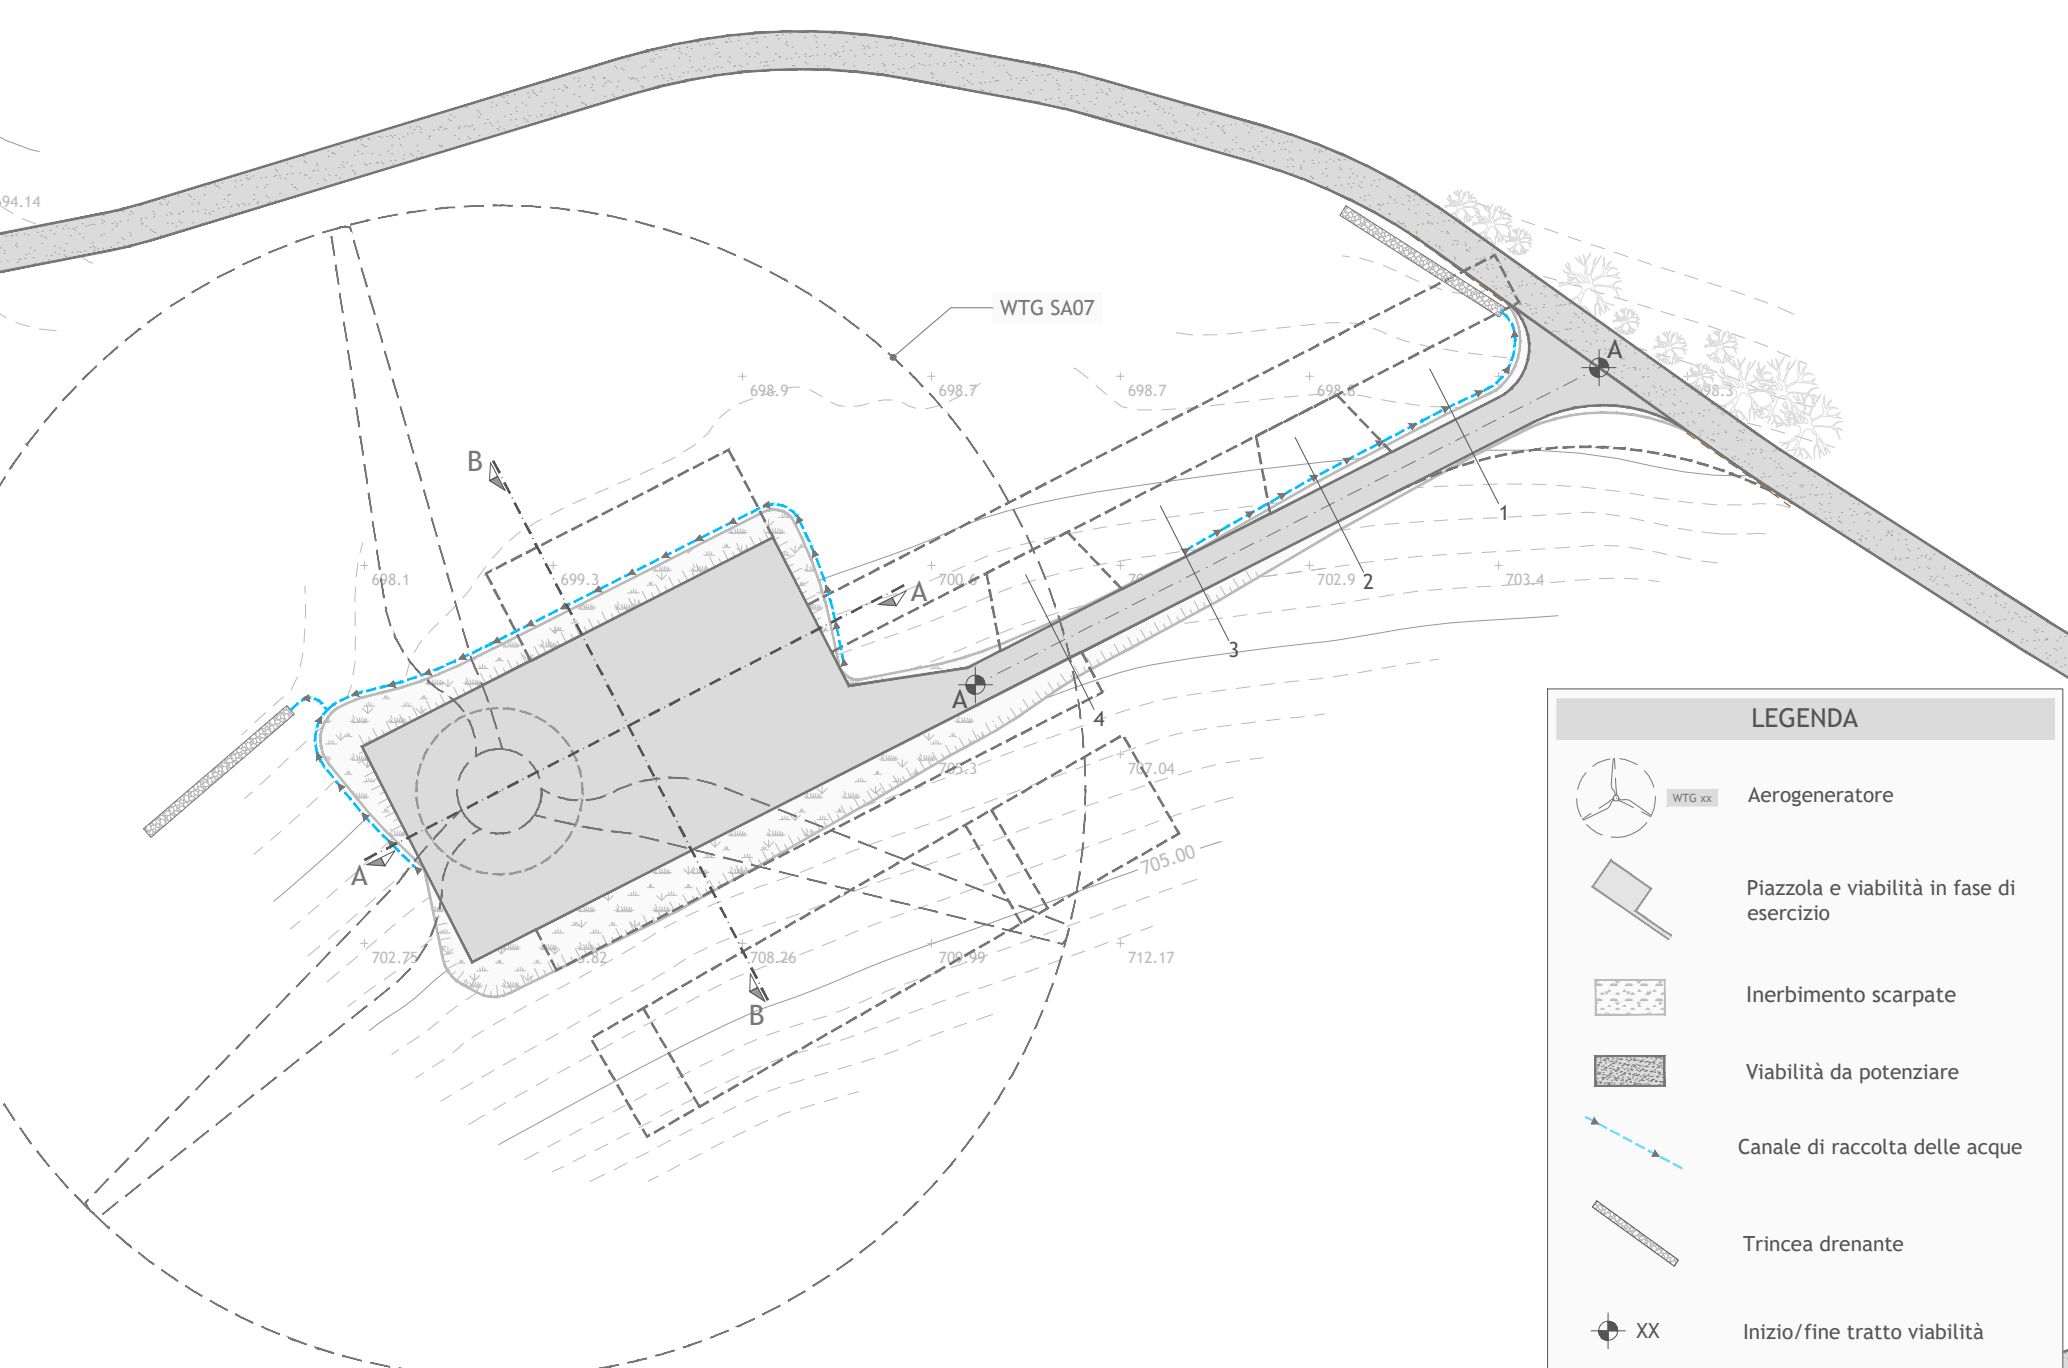 94.14
WTG SA07
A
698.9
698.7
698.7
698.8
98.3
B
1
698.1
699.3
A
700.6
2
702.9
703.4
3
A
4
705.3
707.04
A
705.00
702.75
708.26
709.99
712.17
B
LEGENDA
WTG xx
Aerogeneratore
Piazzola e viabilità in fase di
esercizio
Inerbimento scarpate
Viabilità da potenziare
Canale di raccolta delle acque
Trincea drenante
XX
Inizio/fine tratto viabilità